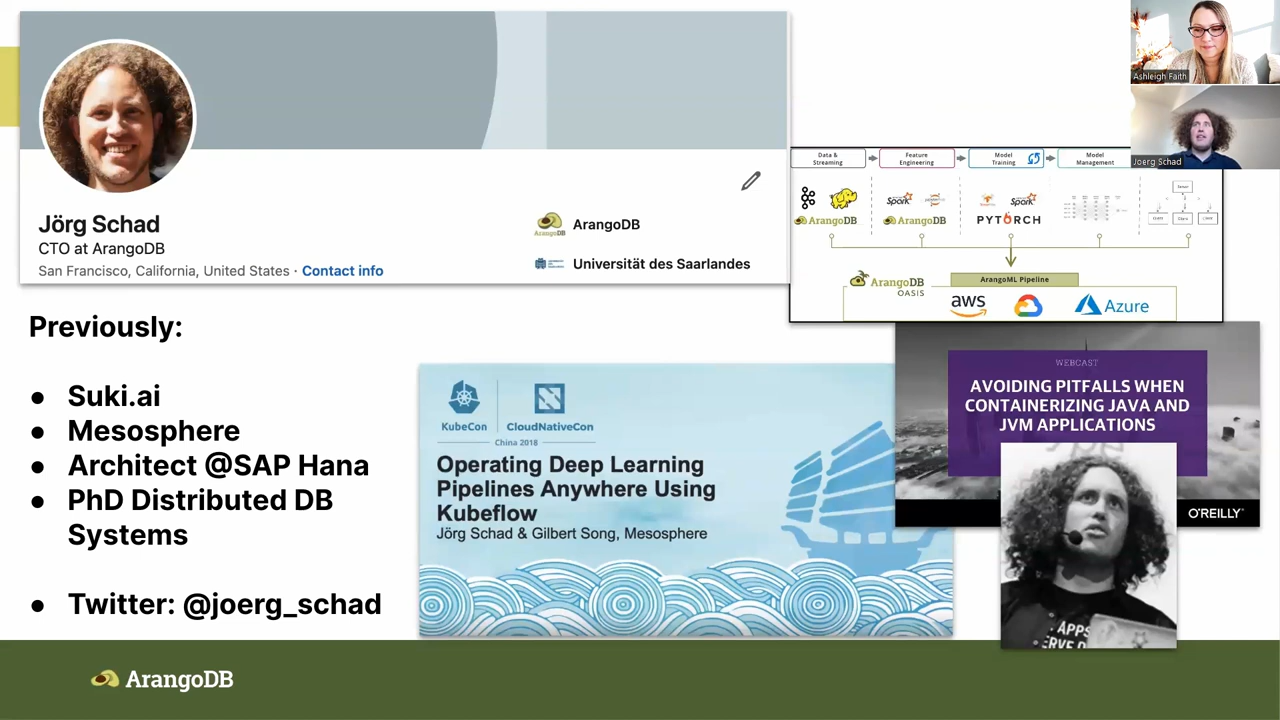 Jörg Schad
CTO at ArangoDB
San Francisco, California, United States · Contact info
ArangoDB
ArangoDB
Universität des Saarlandes
Previously:
● Suki.ai
● Mesosphere
● Architect @SAP Hana
● PhD Distributed DB
Systems
● Twitter: @joerg_schad
KubeCon
CloudNativeCon
China 2018
Operating Deep Learning
Pipelines Anywhere Using
Kubeflow
Jörg Schad & Gilbert Song, Mesosphere
Ashleigh Faith
Joerg Schad
Data &
Streaming
Feature
Engineering
Model
Training
Model
Management
Spark
Spark
ArangoDB
ArangoDB
PYTORCH
ArangoDB
OASIS
ArangoML Pipeline
aws
Azure
WEBCAST
AVOIDING PITFALLS WHEN
CONTAINERIZING JAVA AND
JVM APPLICATIONS
O'REILLY
APPS
ERVE D
ArangoDB